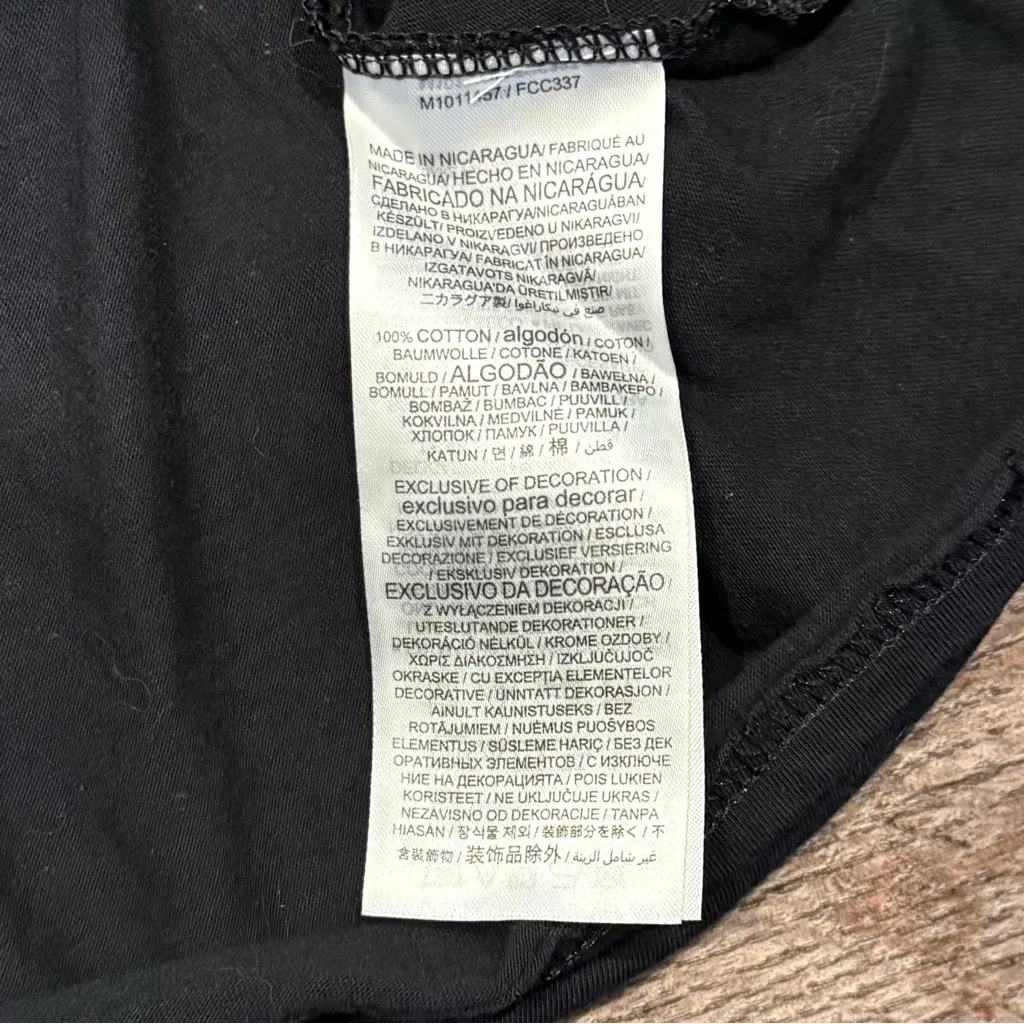 M1011457 / FCC337
MADE IN NICARAGUA/ FABRIQUÉ AU
NICARAGUA/ HECHO EN NICARAGUA/
FABRICADO NA NICARÁGUA/
СДЕЛАНО В НИКАРАГУА/NICARAGUÁBAN
KÉSZÜLT/ PROIZVEDENO U NIKARAGVI/
IZDELANO V NIKARAGVI/ ПРОИЗВЕДЕНО
В НИКАРАГУА/ FABRICAT ÎN NICARAGUA/
IZGATAVOTS NIKARAGVĀ/
NIKARAGUA'DA ÜRETILMIŞTIR/
ニカラグア製/ صنع في نيكاراغوا/
100% COTTON / algodón / COTON /
BAUMWOLLE / COTONE / KATOEN /
BOMULD / ALGODÃO / BAWEŁNA /
BOMULL / PAMUT / BAVLNA / ΒΑΜΒΑΚΕΡΟ /
BOMBAŽ / BUMBAC / PUUVILL /
KOKVILNA / MEDVILNĖ / PAMUK /
ХЛОПОК / ПАМУК / PUUVILLA /
KATUN / 면 / 綿 / 棉 / قطن
EXCLUSIVE OF DECORATION /
exclusivo para decorar /
EXCLUSIVEMENT DE DÉCORATION /
EXKLUSIV MIT DEKORATION / ESCLUSA
DECORAZIONE / EXCLUSIEF VERSIERING
/ EKSKLUSIV DEKORATION /
EXCLUSIVO DA DECORAÇÃO /
Z WYŁĄCZENIEM DEKORACJI /
UTESLUTANDE DEKORATIONER /
DEKORÁCIÓ NÉLKÜL / KROMĚ OZDOBY /
ΧΩΡΙΣ ΔΙΑΚΟΣΜΗΣΗ / IZKLJUČUJOČ
OKRASKE / CU EXCEPȚIA ELEMENTELOR
DECORATIVE / UNNTATT DEKORASJON /
AINULT KAUNISTUSEKS / BEZ
ROTĀJUMIEM / NUĖMUS PUOŠYBOS
ELEMENTUS / SÜSLEME HARIÇ / БЕЗ ДЕК
ОРАТИВНЫХ ЭЛЕМЕНТОВ / С ИЗКЛЮЧЕ
НИЕ НА ДЕКОРАЦИЯТА / POIS LUKIEN
KORISTEET / NE UKLJUČUJE UKRAS /
NEZAVISNO OD DEKORACIJE / TANPA
HIASAN / 장식물 제외 / 装飾部分を除く / 不
含裝飾物 / 装饰品除外 / غير شامل الزينة /